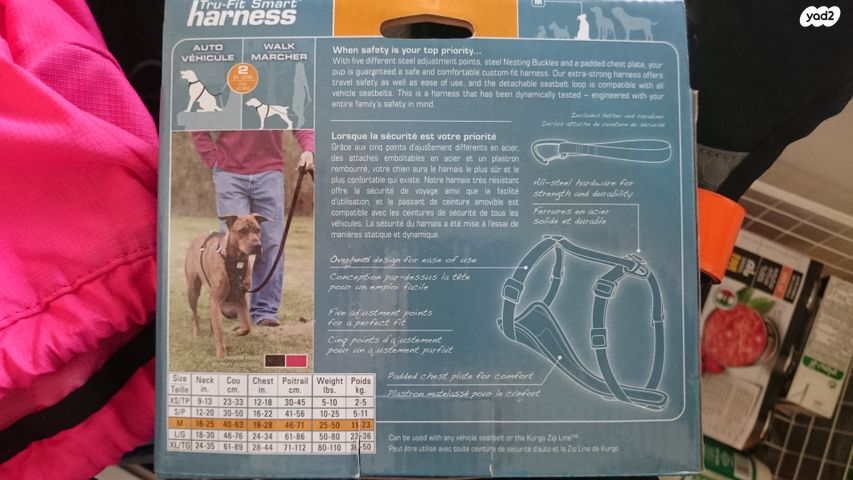 Tru-Fit Smart™
harness
M
yad2
AUTO
VÉHICULE
WALK
MARCHER
2
When safety is your top priority...
With five different steel adjustment points, steel Nesting Buckles and a padded chest plate, your
pup is guaranteed a safe and comfortable custom-fit harness. Our extra-strong harness offers
travel safety as well as ease of use, and the detachable seatbelt loop is compatible with all
vehicle seatbelts. This is a harness that has been dynamically tested – engineered with your
entire family's safety in mind.
Includes tether and carabiner
Inclus attache de ceinture de sécurité
Lorsque la sécurité est votre priorité
Grâce aux cinq points d'ajustement différents en acier,
des attaches emboîtables en acier et un plastron
rembourré, votre chien aura le harnais le plus sûr et le
plus confortable qui existe. Notre harnais très résistant
offre la sécurité de voyage ainsi que la facilité
d'utilisation, et le passant de ceinture amovible est
compatible avec les ceintures de sécurité de tous les
véhicules. La sécurité du harnais a été mise à l'essai de
manières statique et dynamique.
All-steel hardware for
strength and durability
Ferrures en acier
solide et durable
Overhead design for ease of use
Conception par-dessus la tête
pour un emploi facile
Five adjustment points
for a perfect fit
Cinq points d'ajustement
pour un ajustement parfait
Padded chest plate for comfort
Plastron matelassé pour le confort
Size Neck Cou Chest Poitrail Weight Poids
Taille in. cm. in. cm. lbs. kg.
XS/TP 9-13 23-33 12-18 30-45 5-10 2-5
S/P 12-20 30-50 16-22 41-56 10-25 5-11
M 16-25 40-63 18-28 46-71 25-50 11-23
L/G 18-30 46-76 24-34 61-86 50-80 23-36
XL/TG 24-35 61-89 28-44 71-112 80-110 36-50
Can be used with any vehicle seatbelt or the Kurgo Zip Line™
Peut être utilisé avec toute ceinture de sécurité d'auto et la Zip Line de Kurgo